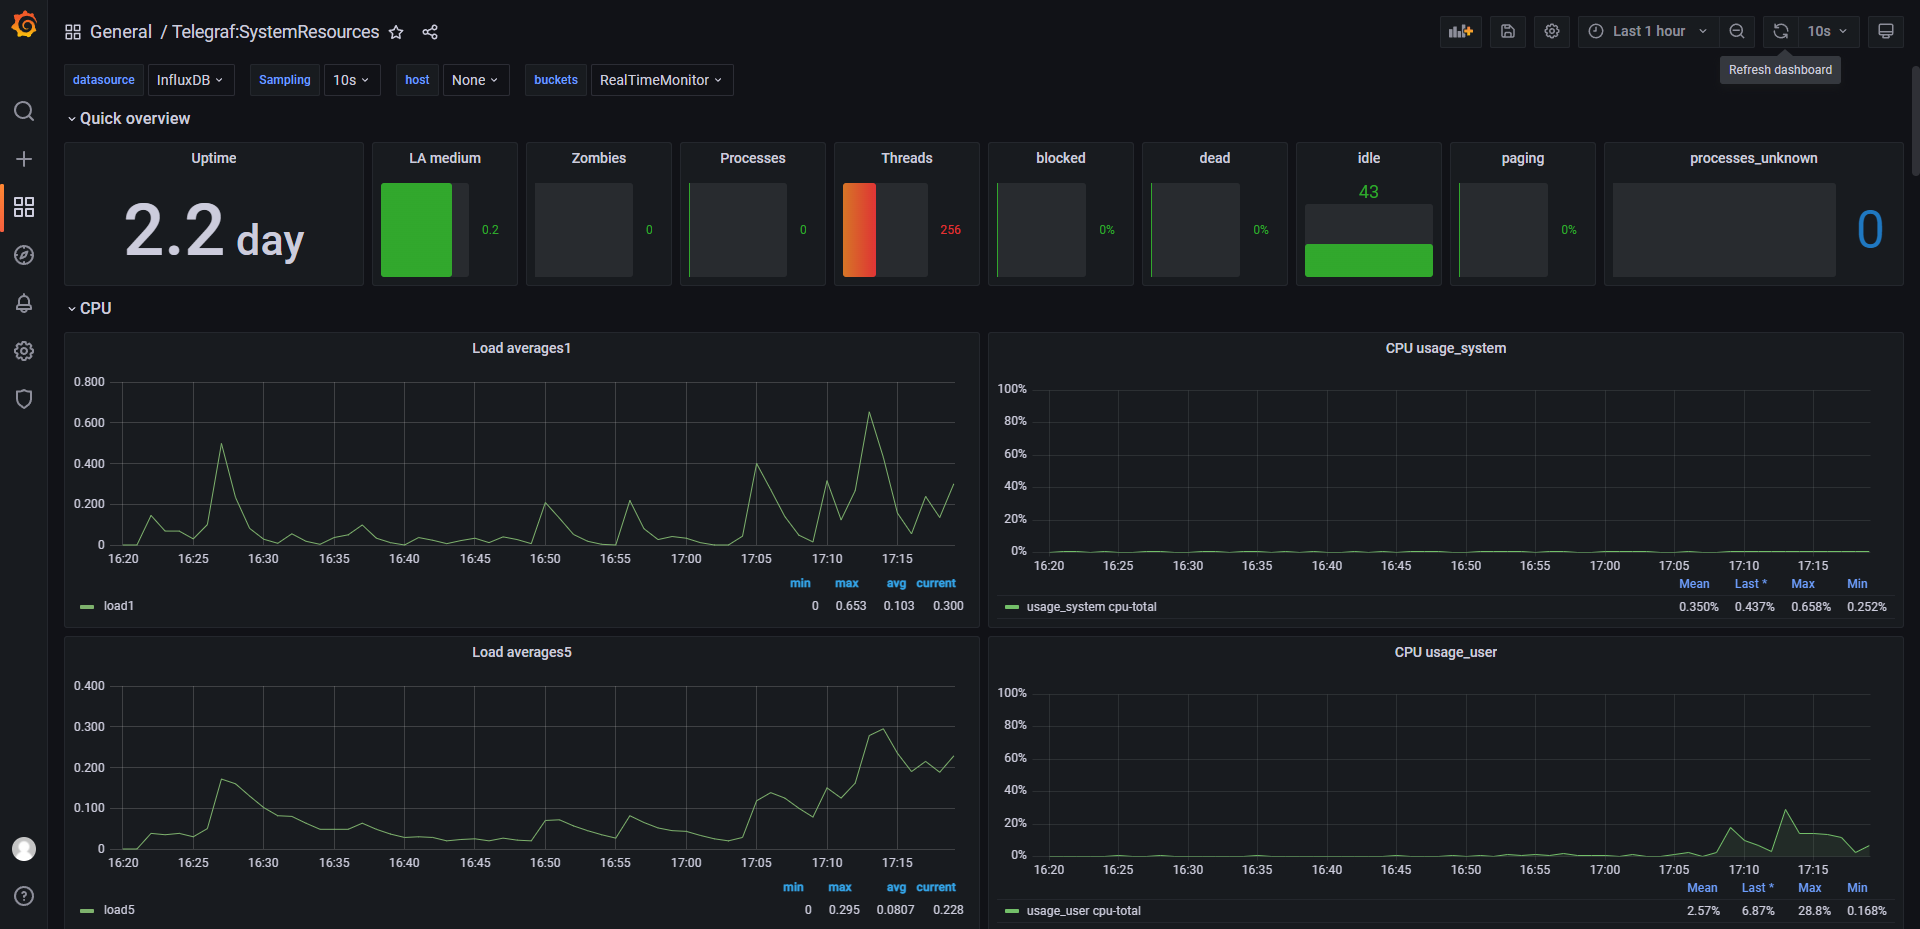 General / Telegraf:SystemResources
Last 1 hour
10s
Refresh dashboard
datasource InfluxDB Sampling 10s host None buckets RealTimeMonitor
Quick overview
Uptime
2.2 day
LA medium
0.2
Zombies
0
Processes
0
Threads
256
blocked
0%
dead
0%
idle
43
paging
0%
processes_unknown
0
CPU
Load averages1
0.800
0.600
0.400
0.200
0
16:20 16:25 16:30 16:35 16:40 16:45 16:50 16:55 17:00 17:05 17:10 17:15
min max avg current
load1 0 0.653 0.103 0.300
CPU usage_system
100%
80%
60%
40%
20%
0%
16:20 16:25 16:30 16:35 16:40 16:45 16:50 16:55 17:00 17:05 17:10 17:15
Mean Last * Max Min
usage_system cpu-total 0.350% 0.437% 0.658% 0.252%
Load averages5
0.400
0.300
0.200
0.100
0
16:20 16:25 16:30 16:35 16:40 16:45 16:50 16:55 17:00 17:05 17:10 17:15
min max avg current
load5 0 0.295 0.0807 0.228
CPU usage_user
100%
80%
60%
40%
20%
0%
16:20 16:25 16:30 16:35 16:40 16:45 16:50 16:55 17:00 17:05 17:10 17:15
Mean Last * Max Min
usage_user cpu-total 2.57% 6.87% 28.8% 0.168%